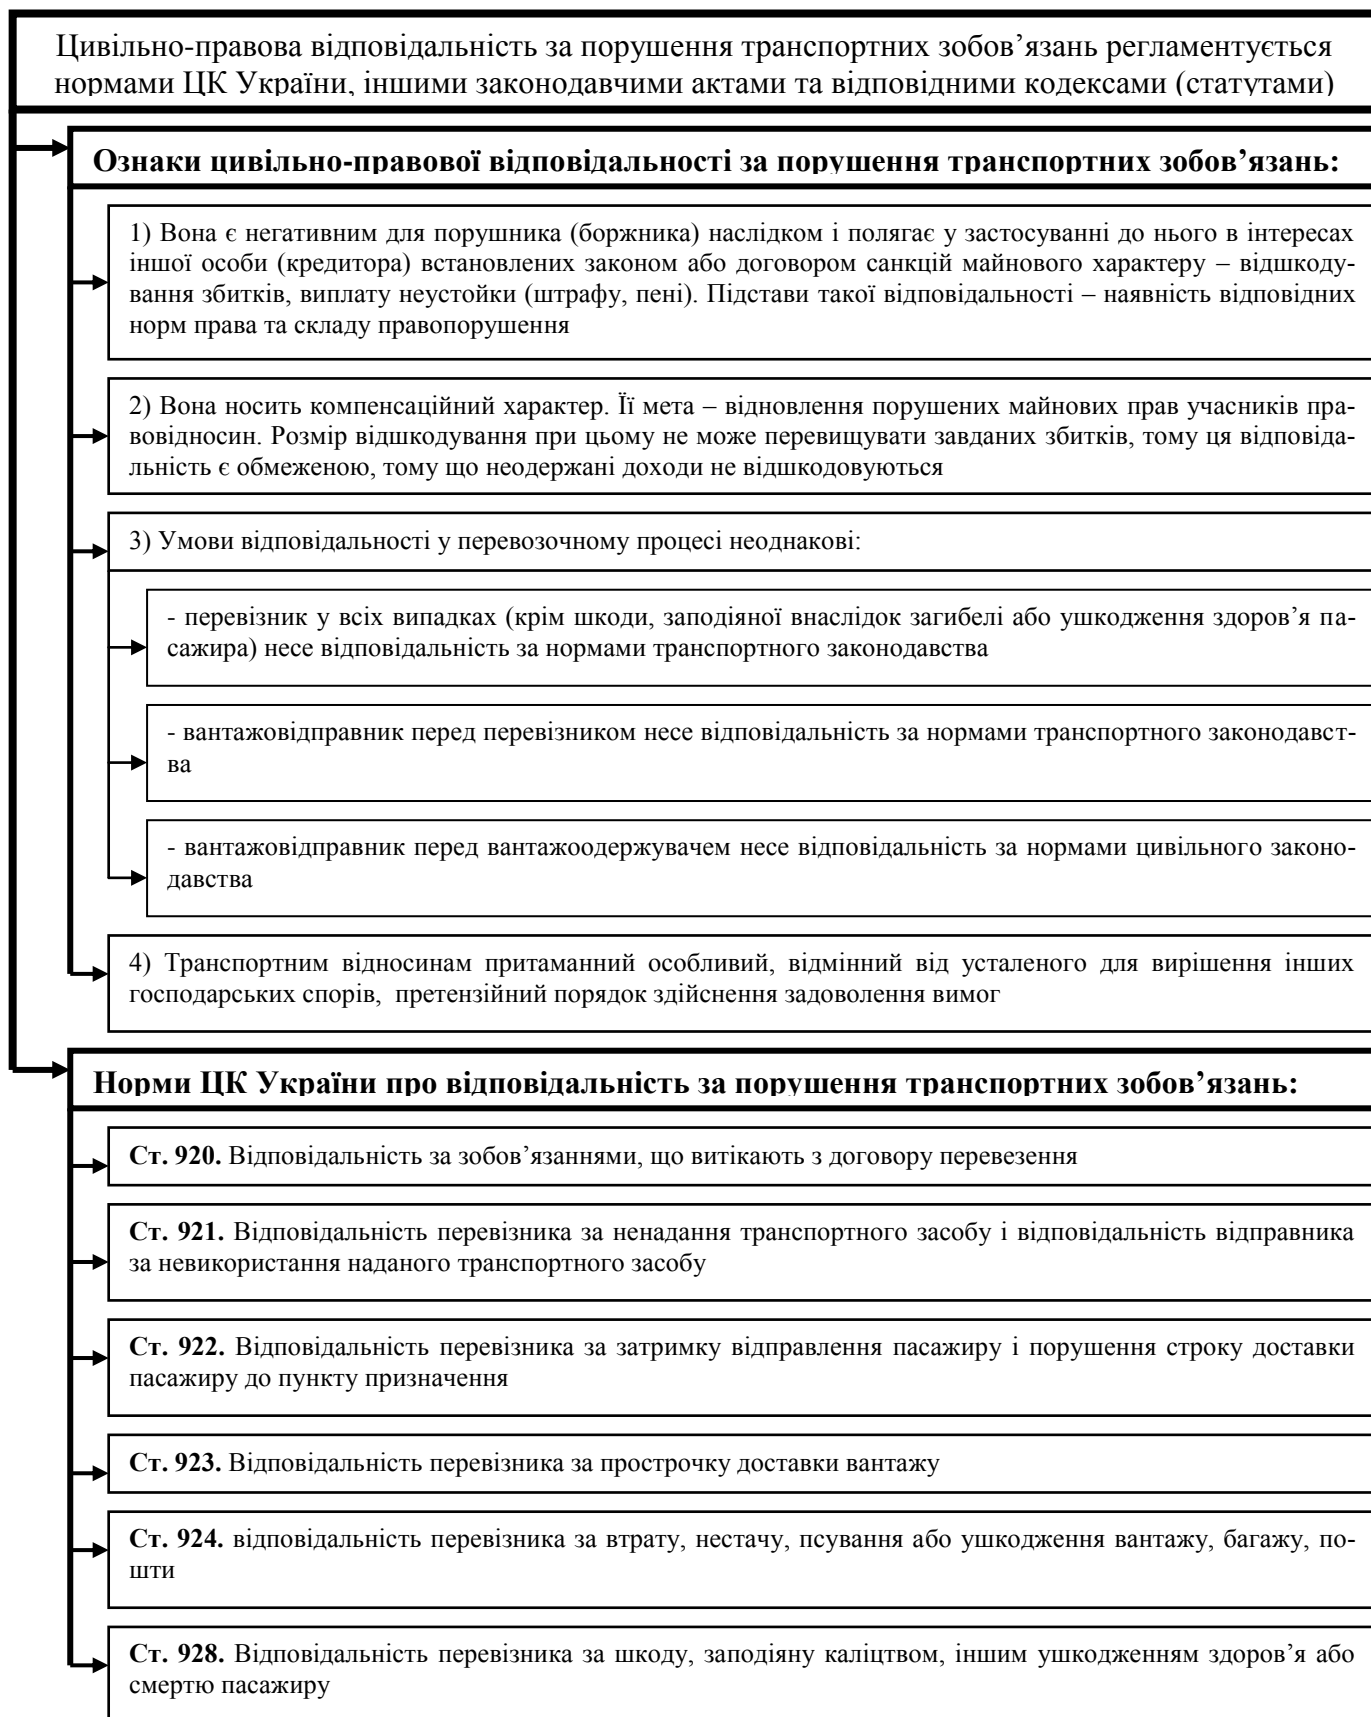 Цивільно-правова відповідальність за порушення транспортних зобов’язань регламентується
нормами ЦК України, іншими законодавчими актами та відповідними кодексами (статутами)
Ознаки цивільно-правової відповідальності за порушення транспортних зобов’язань:
1) Вона є негативним для порушника (боржника) наслідком і полягає у застосуванні до нього в інтересах
іншої особи (кредитора) встановлених законом або договором санкцій майнового характеру – відшкоду-
вання збитків, виплату неустойки (штрафу, пені). Підстави такої відповідальності – наявність відповідних
норм права та складу правопорушення
2) Вона носить компенсаційний характер. Її мета – відновлення порушених майнових прав учасників пра-
вовідносин. Розмір відшкодування при цьому не може перевищувати завданих збитків, тому ця відповіда-
льність є обмеженою, тому що неодержані доходи не відшкодовуються
3) Умови відповідальності у перевозочному процесі неоднакові:
- перевізник у всіх випадках (крім шкоди, заподіяної внаслідок загибелі або ушкодження здоров’я па-
сажира) несе відповідальність за нормами транспортного законодавства
- вантажовідправник перед перевізником несе відповідальність за нормами транспортного законодавст-
ва
- вантажовідправник перед вантажоодержувачем несе відповідальність за нормами цивільного законо-
давства
4) Транспортним відносинам притаманний особливий, відмінний від усталеного для вирішення інших
господарських спорів, претензійний порядок здійснення задоволення вимог
Норми ЦК України про відповідальність за порушення транспортних зобов’язань:
Ст. 920. Відповідальність за зобов’язаннями, що витікають з договору перевезення
Ст. 921. Відповідальність перевізника за ненадання транспортного засобу і відповідальність відправника
за невикористання наданого транспортного засобу
Ст. 922. Відповідальність перевізника за затримку відправлення пасажиру і порушення строку доставки
пасажиру до пункту призначення
Ст. 923. Відповідальність перевізника за прострочку доставки вантажу
Ст. 924. відповідальність перевізника за втрату, нестачу, псування або ушкодження вантажу, багажу, по-
шти
Ст. 928. Відповідальність перевізника за шкоду, заподіяну каліцтвом, іншим ушкодженням здоров’я або
смертю пасажиру